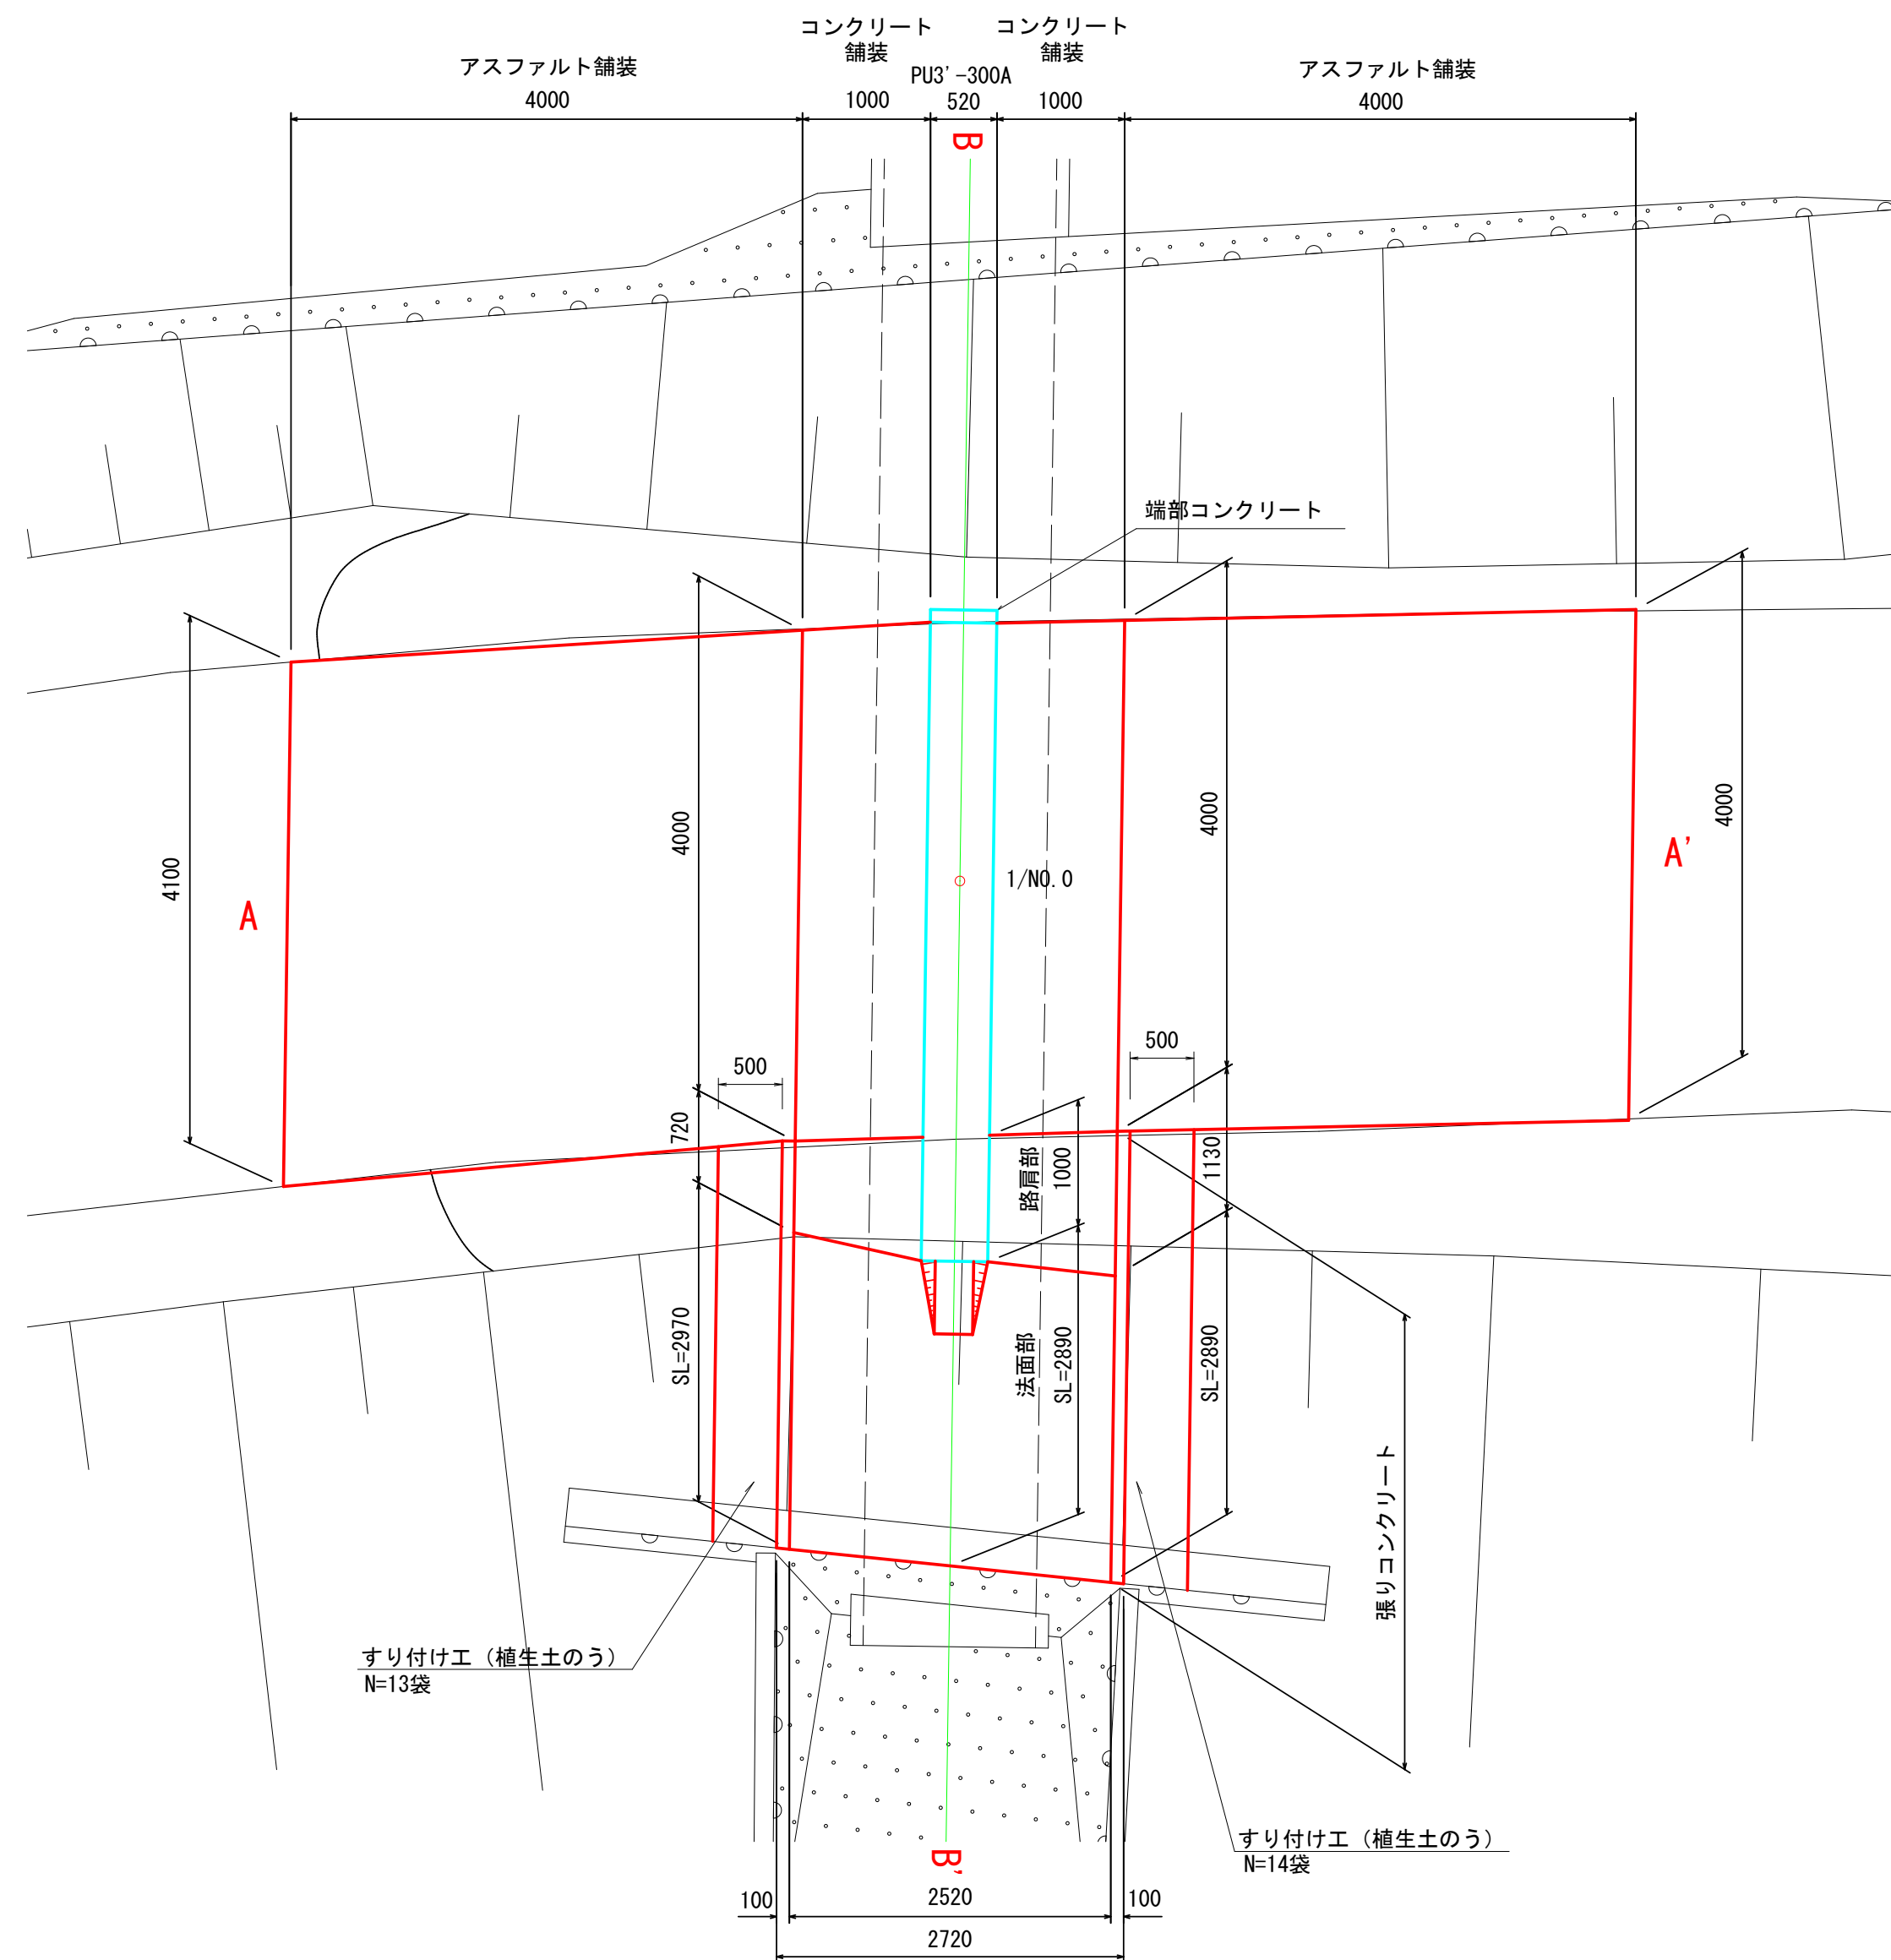 コンクリート
舗装
コンクリート
舗装
アスファルト舗装
PU3'-300A
アスファルト舗装
4000
1000
520
1000
4000
B
端部コンクリート
4100
4000
4000
4000
A
A'
1/NO.0
500
500
720
路肩部
1000
1130
SL=2970
法面部
SL=2890
SL=2890
張りコンクリート
すり付け工（植生土のう）
N=13袋
すり付け工（植生土のう）
N=14袋
B'
100
2520
100
2720